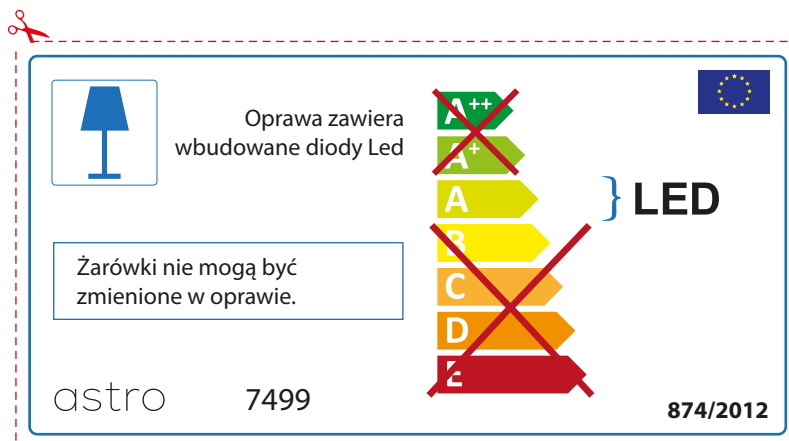 Oprawa zawiera
wbudowane diody Led
Żarówki nie mogą być
zmienione w oprawie.
astro
7499
A++
A+
A
B
C
D
E
LED
874/2012